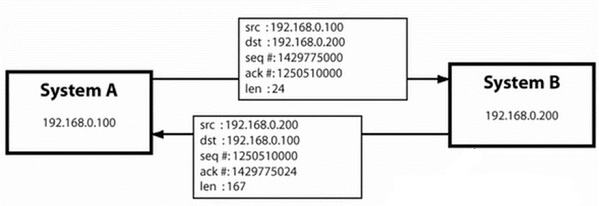 src : 192.168.0.100
dst : 192.168.0.200
seq #: 1429775000
ack #: 1250510000
len : 24
System A
192.168.0.100
System B
192.168.0.200
src : 192.168.0.200
dst : 192.168.0.100
seq #: 1250510000
ack #: 1429775024
len : 167